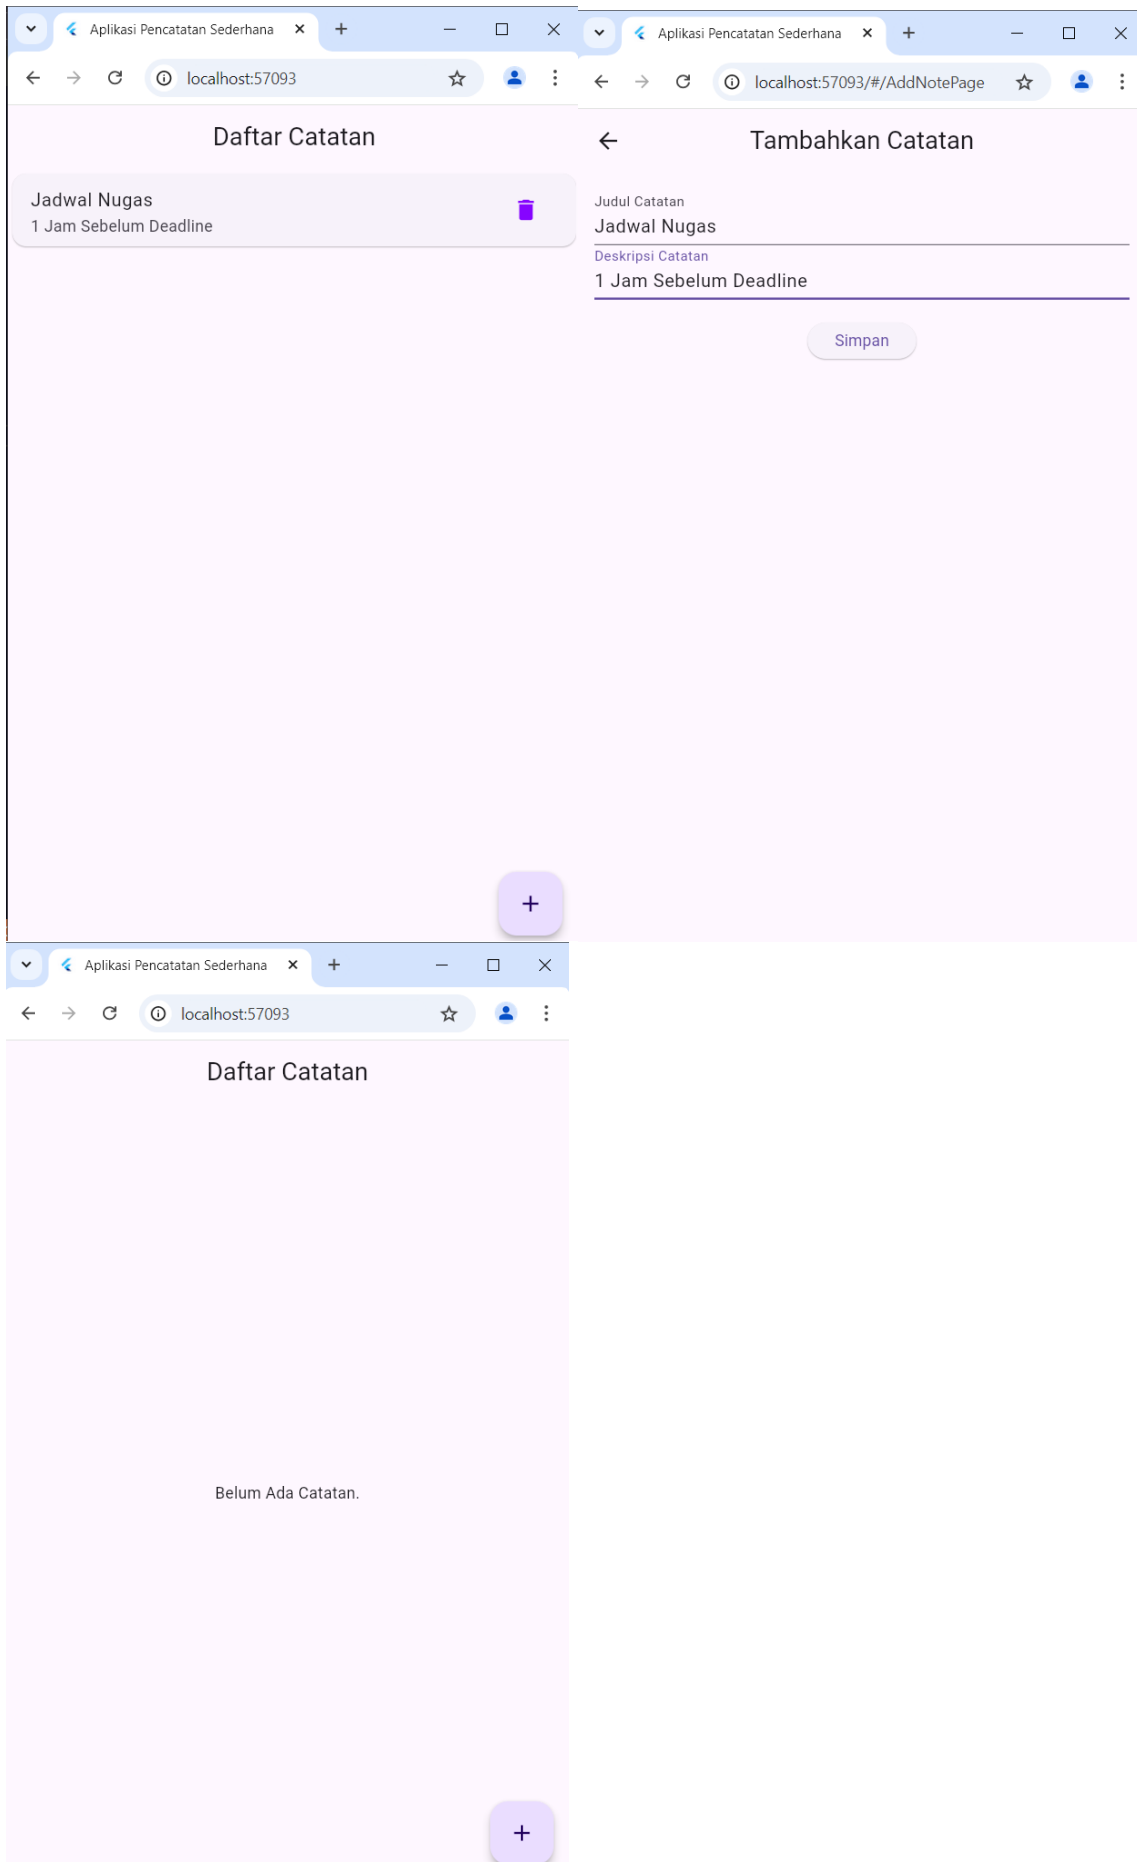 Aplikasi Pencatatan Sederhana
localhost:57093
Daftar Catatan
Jadwal Nugas
1 Jam Sebelum Deadline
Aplikasi Pencatatan Sederhana
localhost:57093/#/AddNotePage
Tambahkan Catatan
Judul Catatan
Jadwal Nugas
Deskripsi Catatan
1 Jam Sebelum Deadline
Simpan
Aplikasi Pencatatan Sederhana
localhost:57093
Daftar Catatan
Belum Ada Catatan.